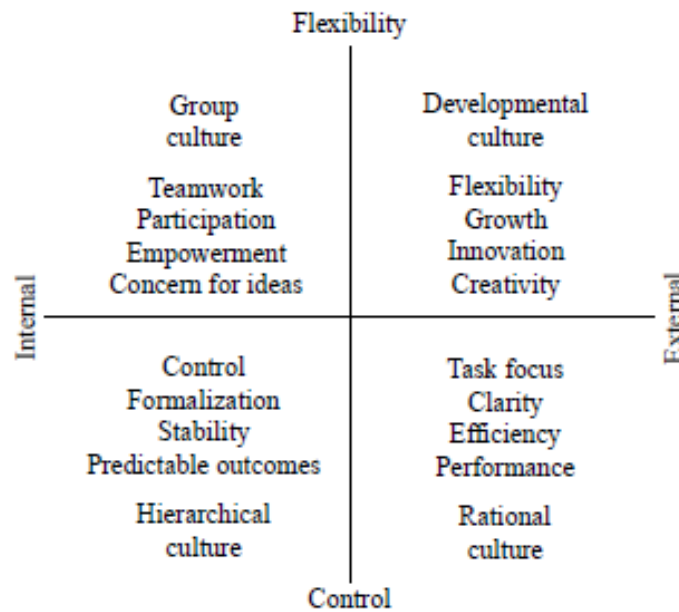 Flexibility
Group
culture
Teamwork
Participation
Empowerment
Concern for ideas
Developmental
culture
Flexibility
Growth
Innovation
Creativity
Internal
External
Control
Formalization
Stability
Predictable outcomes
Hierarchical
culture
Task focus
Clarity
Efficiency
Performance
Rational
culture
Control